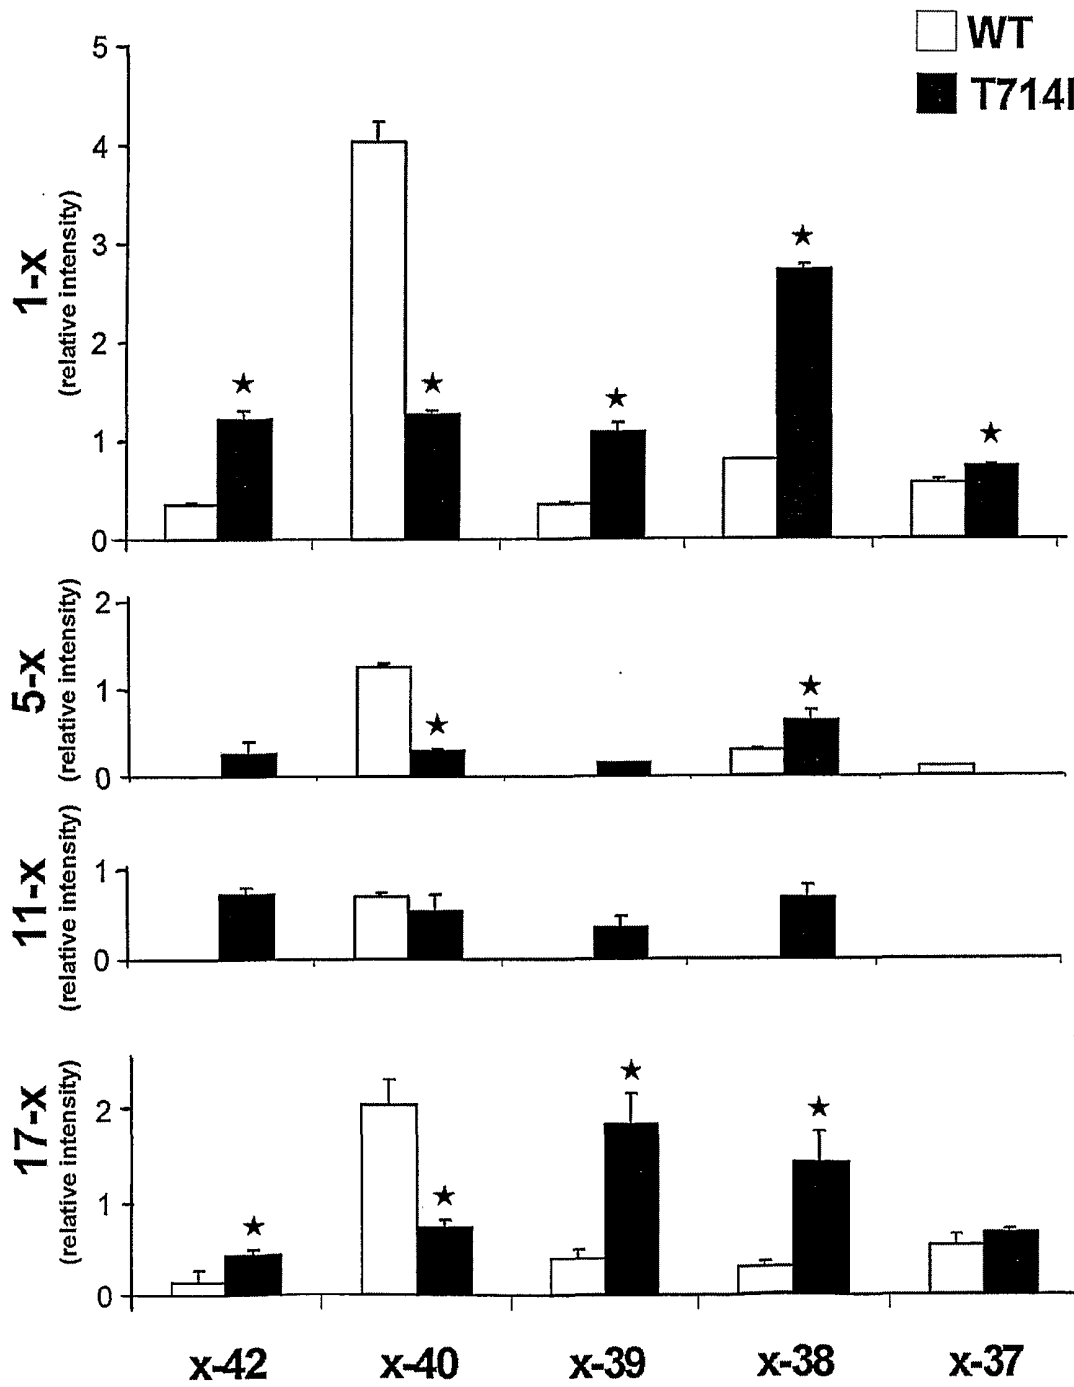 WT
T714I
5
4
3
2
1
0
1-x
(relative intensity)
2
1
0
5-x
(relative intensity)
1
0
11-x
(relative intensity)
2
1
0
17-x
(relative intensity)
x-42 x-40 x-39 x-38 x-37